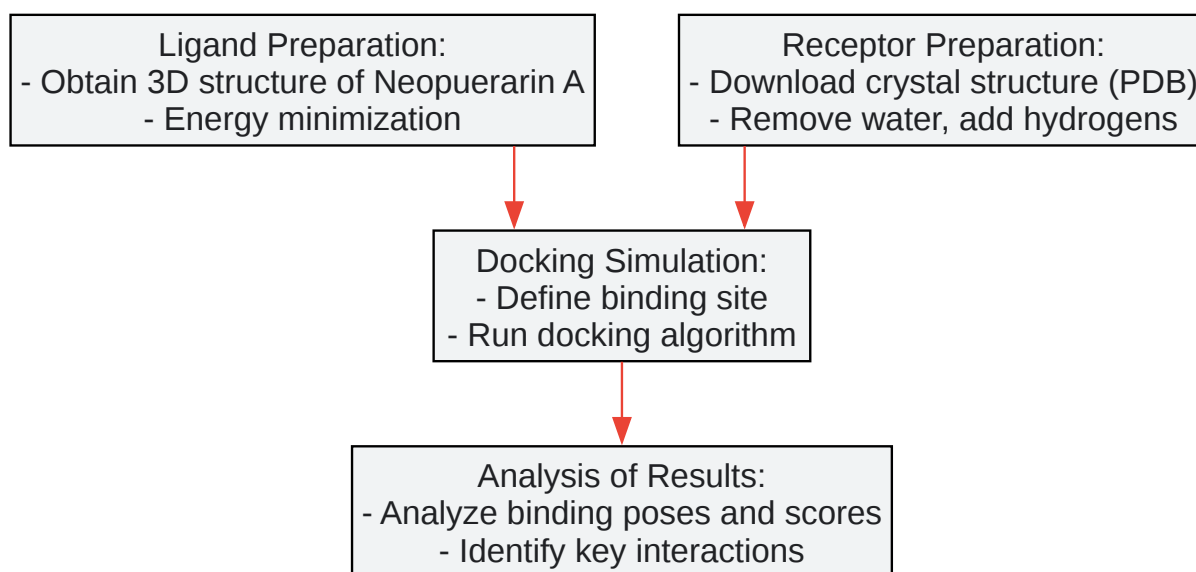 Ligand Preparation:
- Obtain 3D structure of Neopuerarin A
- Energy minimization
Receptor Preparation:
- Download crystal structure (PDB)
- Remove water, add hydrogens
Docking Simulation:
- Define binding site
- Run docking algorithm
Analysis of Results:
- Analyze binding poses and scores
- Identify key interactions